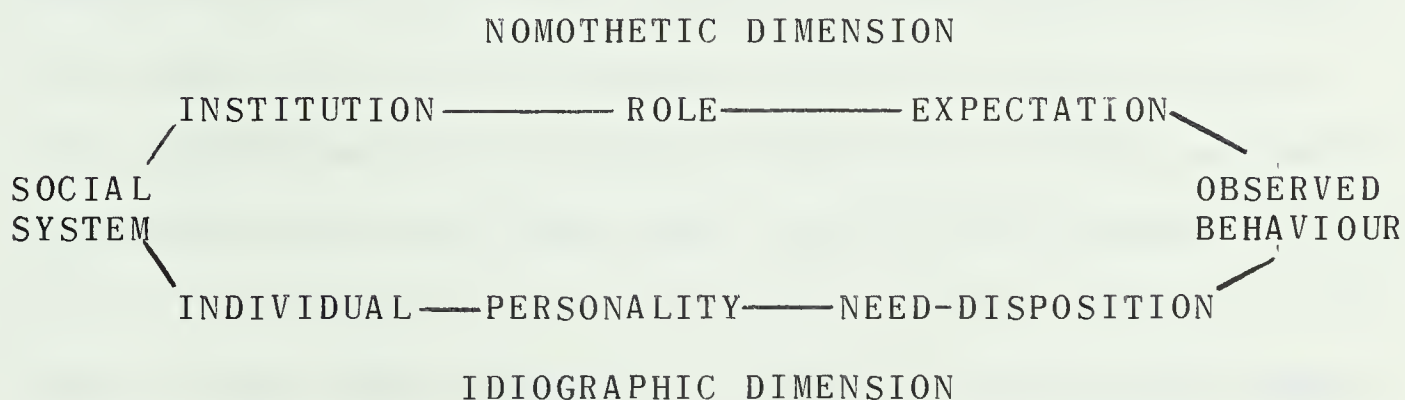 NOMOTHETIC DIMENSION
INSTITUTION ROLE EXPECTATION
SOCIAL
SYSTEM
OBSERVED
BEHAVIOUR
INDIVIDUAL PERSONALITY NEED-DISPOSITION
IDIOGRAPHIC DIMENSION